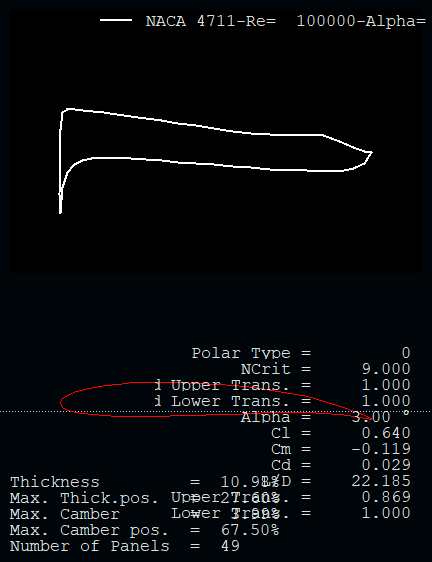 NACA 4711-Re=  100000-Alpha=
Polar Type = 0
NCrit = 9.000
i Upper Trans. = 1.000
i Lower Trans. = 1.000
Alpha = 3.00 °
Cl = 0.640
Cm = -0.119
Cd = 0.029
L/D = 22.185
Upper Trans. = 0.869
Lower Trans. = 1.000
Thickness = 10.98%
Max. Thick.pos. = 27.60%
Max. Camber =
Max. Camber pos. = 67.50%
Number of Panels = 49